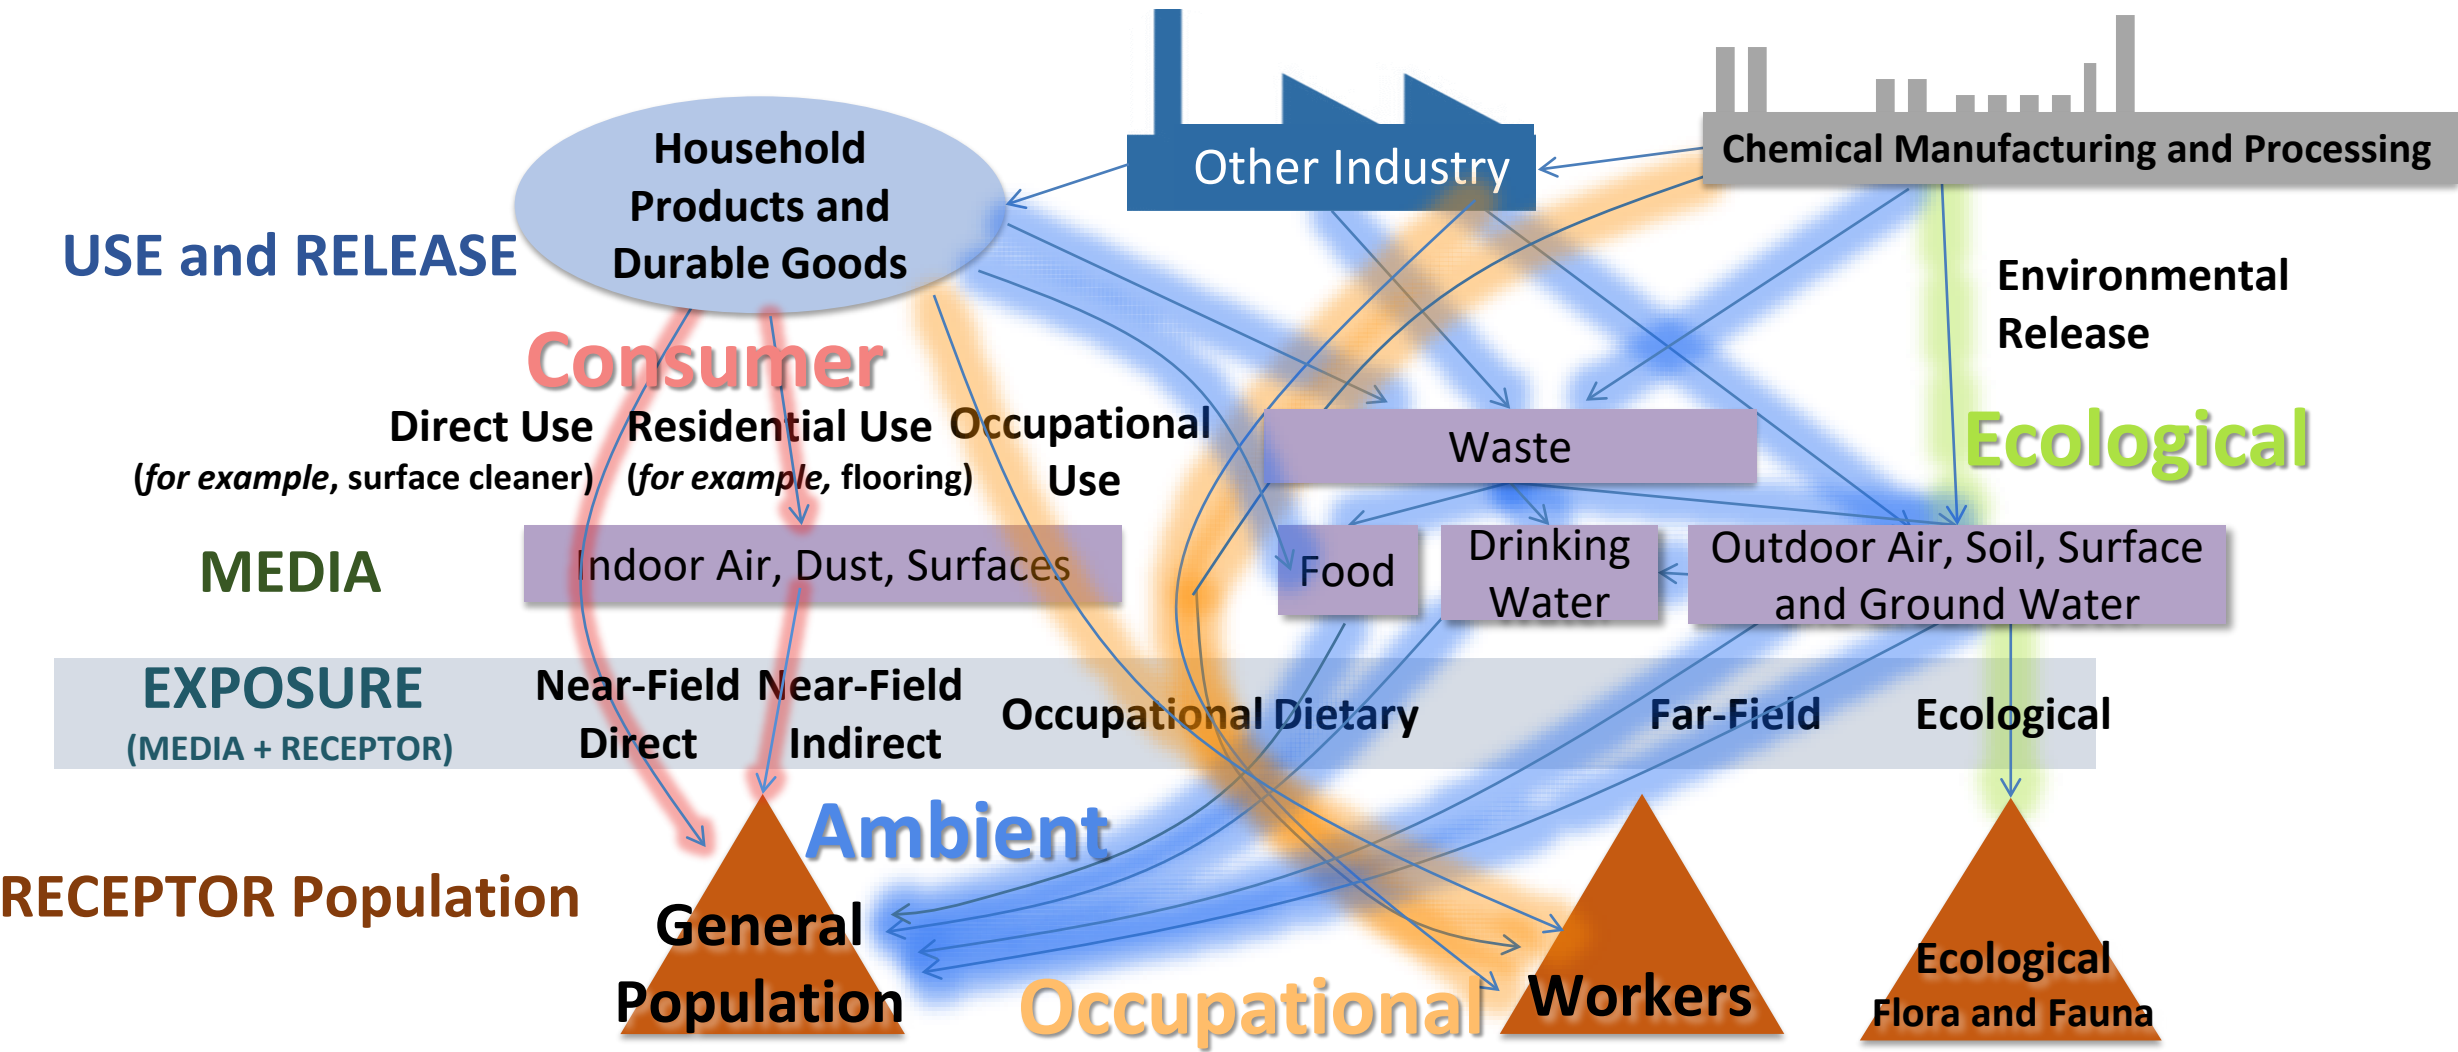 Household
Products and
Durable Goods
Other Industry
Chemical Manufacturing and Processing
USE and RELEASE
Environmental
Release
Consumer
Direct Use
(for example, surface cleaner)
Residential Use
(for example, flooring)
Occupational
Use
Waste
Ecological
MEDIA
Indoor Air, Dust, Surfaces
Food
Drinking
Water
Outdoor Air, Soil, Surface
and Ground Water
EXPOSURE
(MEDIA + RECEPTOR)
Near-Field
Direct
Near-Field
Indirect
Occupational
Dietary
Far-Field
Ecological
Ambient
RECEPTOR Population
General
Population
Occupational
Workers
Ecological
Flora and Fauna